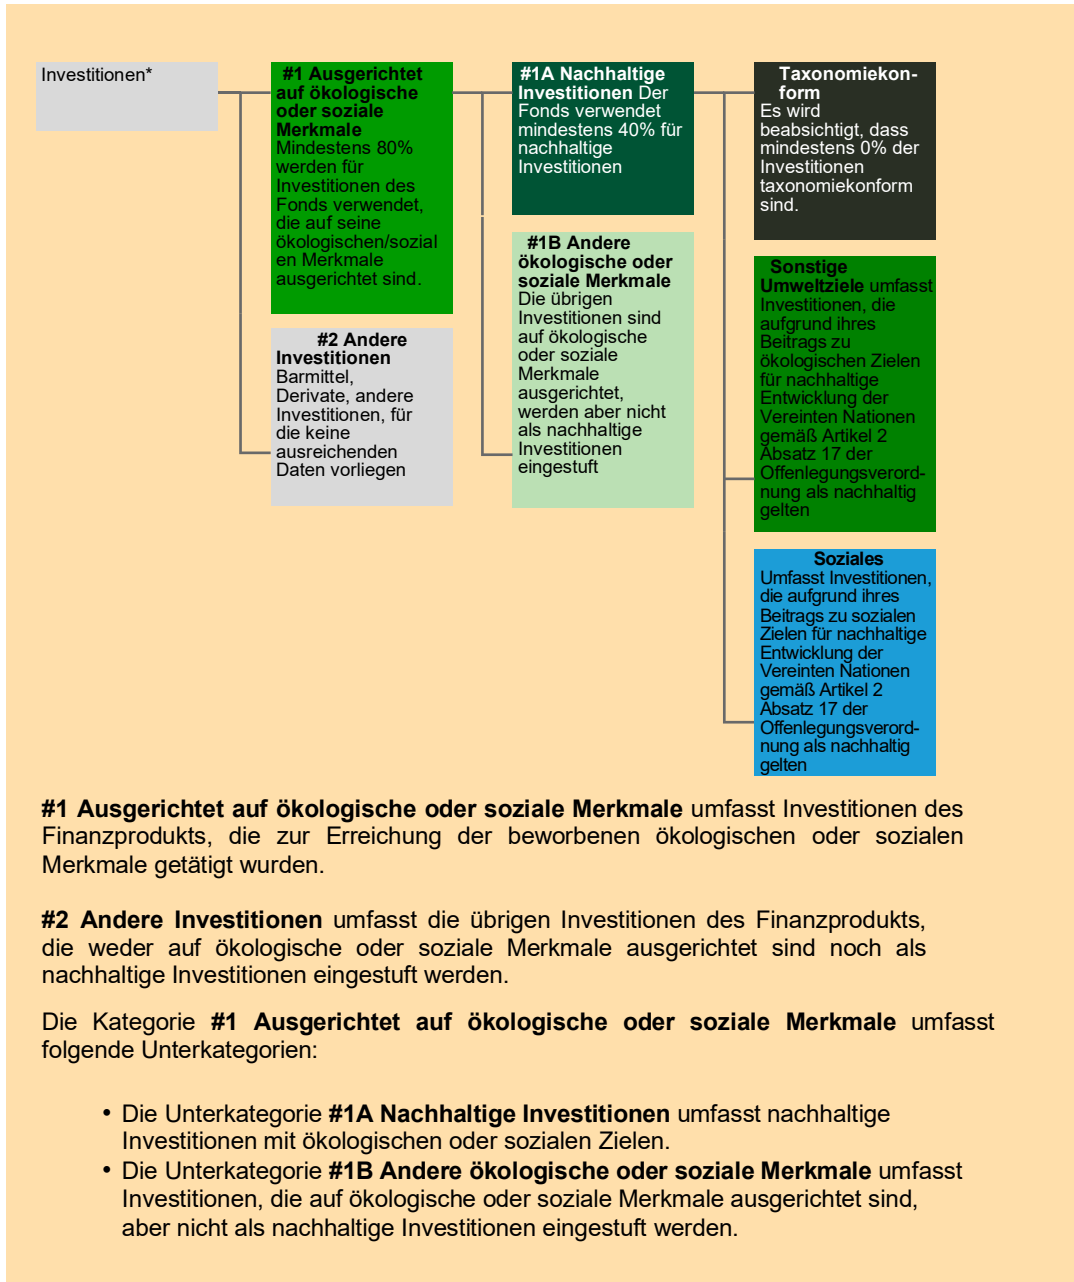 Investitionen*
#1 Ausgerichtet
auf ökologische
oder soziale
Merkmale
Mindestens 80%
werden für
Investitionen des
Fonds verwendet,
die auf seine
ökologischen/sozial
en Merkmale
ausgerichtet sind.
#2 Andere
Investitionen
Barmittel,
Derivate, andere
Investitionen, für
die keine
ausreichenden
Daten vorliegen
#1A Nachhaltige
Investitionen Der
Fonds verwendet
mindestens 40% für
nachhaltige
Investitionen
#1B Andere
ökologische oder
soziale Merkmale
Die übrigen
Investitionen sind
auf ökologische
oder soziale
Merkmale
ausgerichtet,
werden aber nicht
als nachhaltige
Investitionen
eingestuft
Taxonomiekon-
form
Es wird
beabsichtigt, dass
mindestens 0% der
Investitionen
taxonomiekonform
sind.
Sonstige
Umweltziele umfasst
Investitionen, die
aufgrund ihres
Beitrags zu
ökologischen Zielen
für nachhaltige
Entwicklung der
Vereinten Nationen
gemäß Artikel 2
Absatz 17 der
Offenlegungsverord-
nung als nachhaltig
gelten
Soziales
Umfasst Investitionen,
die aufgrund ihres
Beitrags zu sozialen
Zielen für nachhaltige
Entwicklung der
Vereinten Nationen
gemäß Artikel 2
Absatz 17 der
Offenlegungsverord-
nung als nachhaltig
gelten
#1 Ausgerichtet auf ökologische oder soziale Merkmale umfasst Investitionen des
Finanzprodukts, die zur Erreichung der beworbenen ökologischen oder sozialen
Merkmale getätigt wurden.
#2 Andere Investitionen umfasst die übrigen Investitionen des Finanzprodukts,
die weder auf ökologische oder soziale Merkmale ausgerichtet sind noch als
nachhaltige Investitionen eingestuft werden.
Die Kategorie #1 Ausgerichtet auf ökologische oder soziale Merkmale umfasst
folgende Unterkategorien:
• Die Unterkategorie #1A Nachhaltige Investitionen umfasst nachhaltige
Investitionen mit ökologischen oder sozialen Zielen.
• Die Unterkategorie #1B Andere ökologische oder soziale Merkmale umfasst
Investitionen, die auf ökologische oder soziale Merkmale ausgerichtet sind,
aber nicht als nachhaltige Investitionen eingestuft werden.